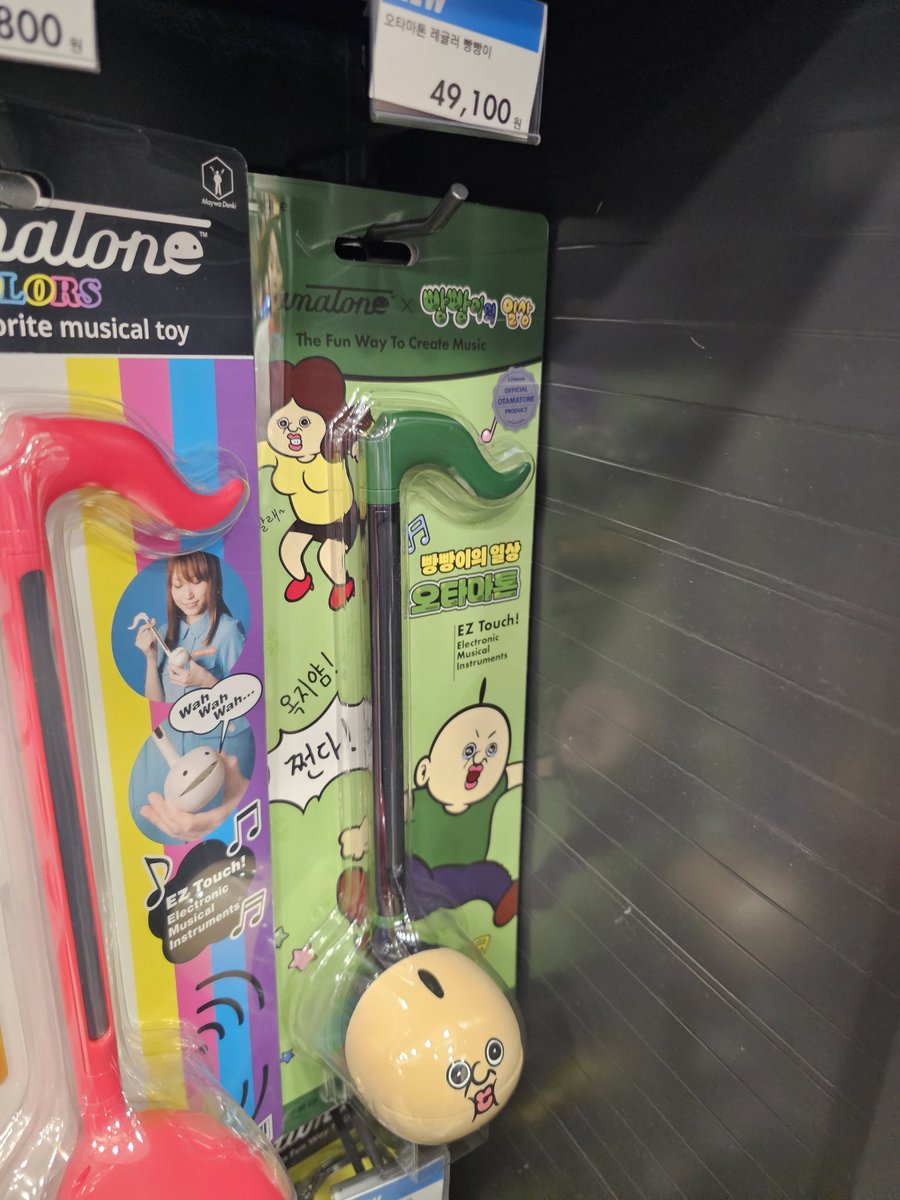 800 원
오타마톤 레귤러 빵빵이
49,100 원
Maywa Denki
amatone™
LORS
orite musical toy
Wah
Wah
Wah...
EZ Touch!
Electronic
Musical
Instruments
amatone × 빵빵이의 일상
The Fun Way To Create Music
OFFICIAL
OTAMATONE
PRODUCT
빵빵이의 일상
오타마톤
EZ Touch!
Electronic
Musical
Instruments
옥지얌!
쩐다!